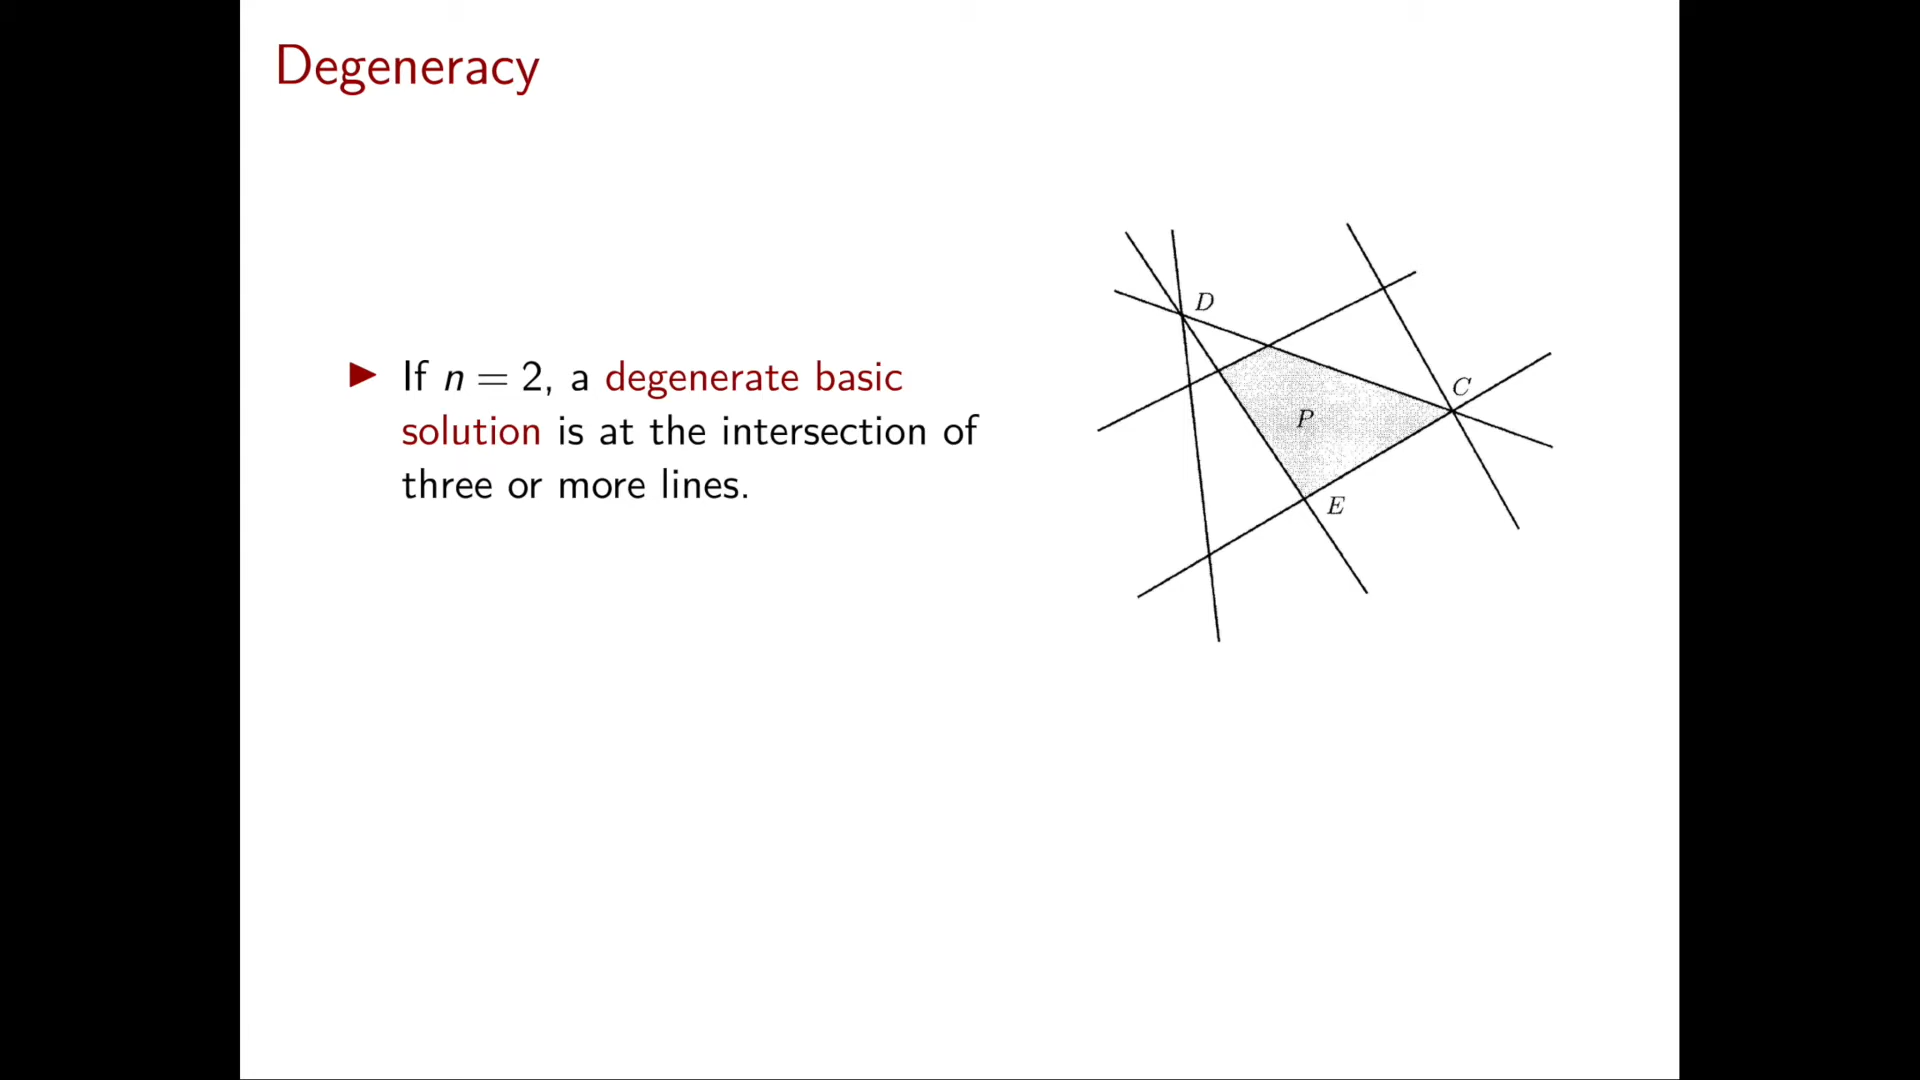 Degeneracy
▶ If n = 2, a degenerate basic
solution is at the intersection of
three or more lines.
D
C
P
E